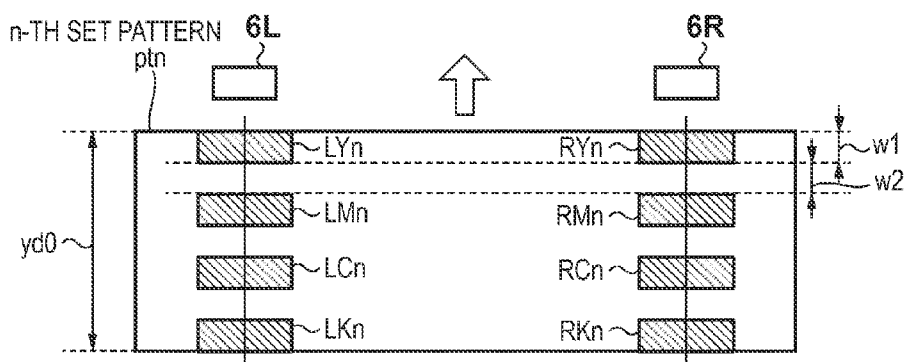 n-TH SET PATTERN
ptn
6L
6R
LYn
RYn
w1
w2
LMn
RMn
yd0
LCn
RCn
LKn
RKn